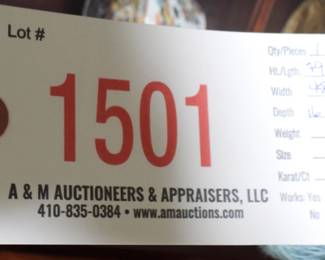 Lot #
1501
A & M AUCTIONEERS & APPRAISERS, LLC
410-835-0384 • www.amauctions.com
Qty/Pieces 1
Ht./Lgth.
Width
Depth
Weight
Size
Karat/Ct
Works: Yes
No